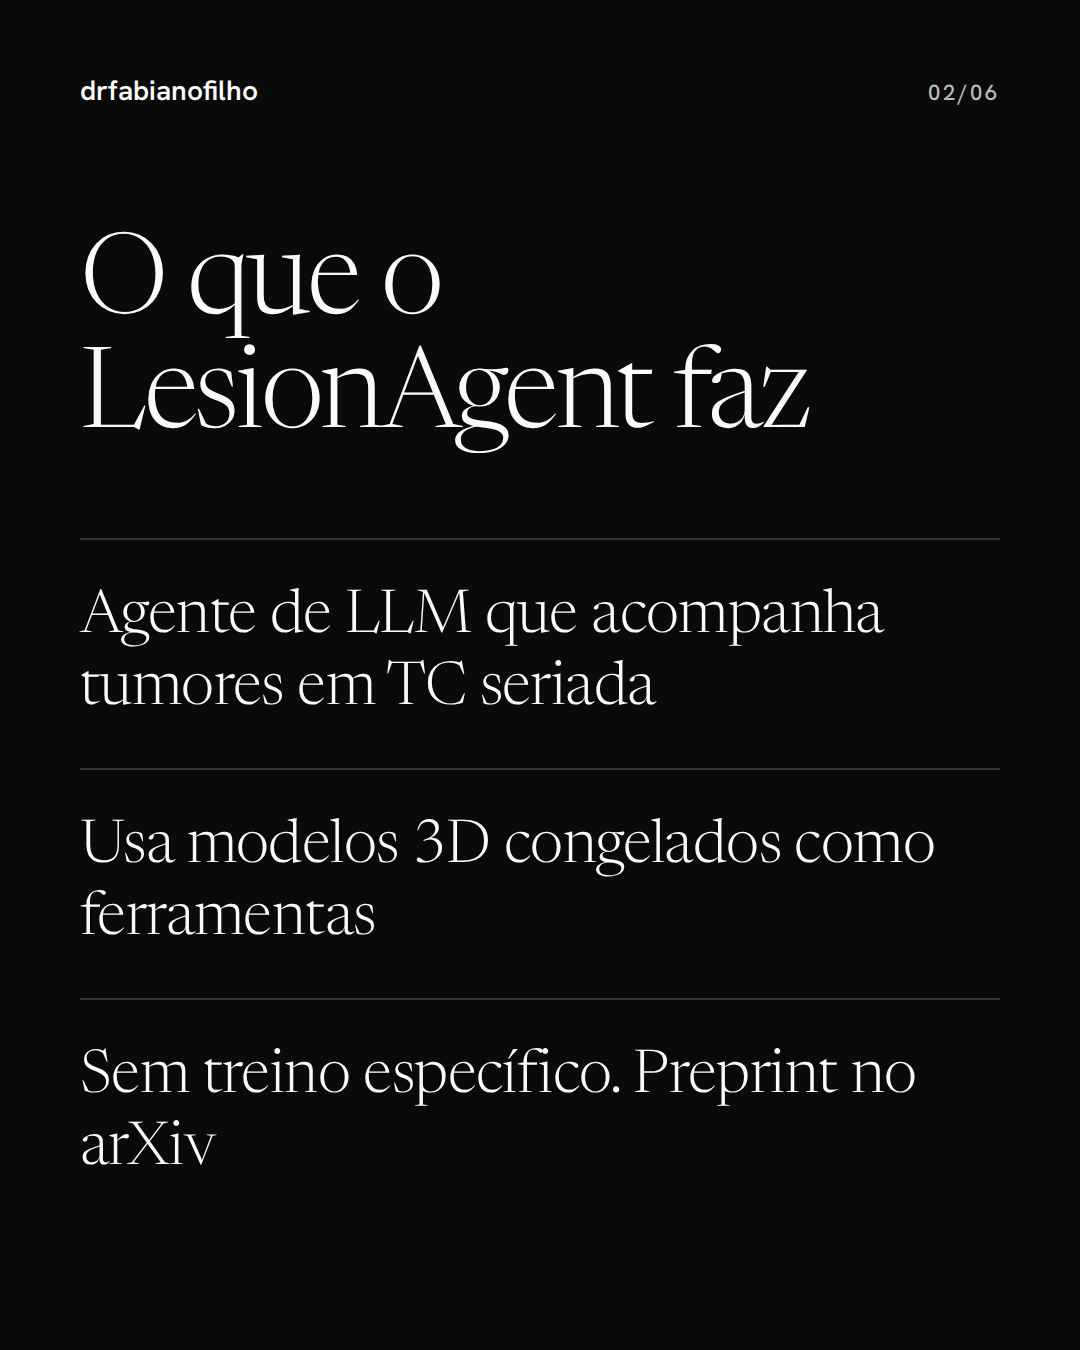 drfabianofilho
02/06
O que o
LesionAgent faz
Agente de LLM que acompanha
tumores em TC seriada
Usa modelos 3D congelados como
ferramentas
Sem treino específico. Preprint no
arXiv